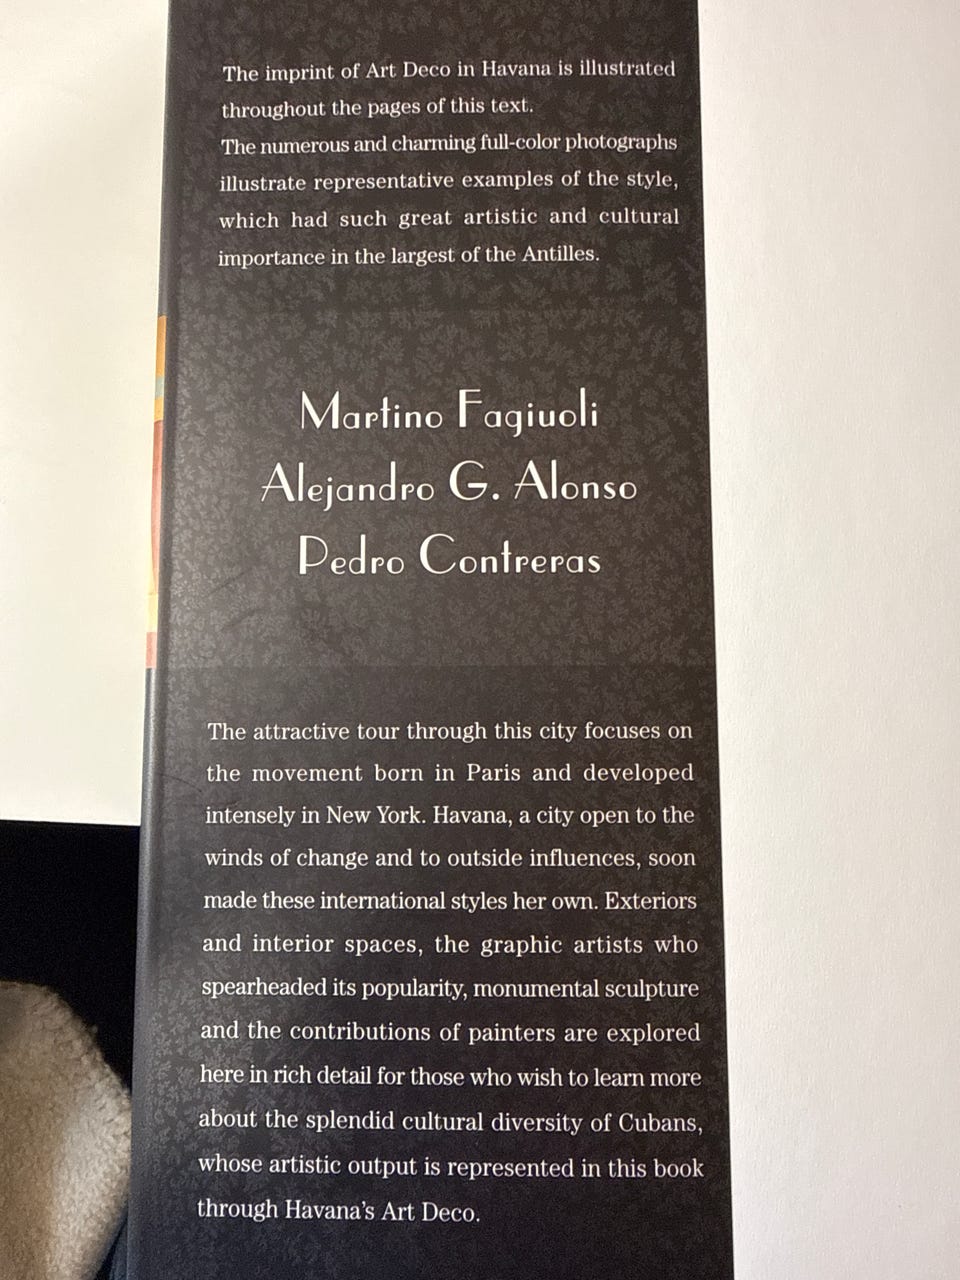 The imprint of Art Deco in Havana is illustrated
throughout the pages of this text.
The numerous and charming full-color photographs
illustrate representative examples of the style,
which had such great artistic and cultural
importance in the largest of the Antilles.
Martino Fagiuoli
Alejandro G. Alonso
Pedro Contreras
The attractive tour through this city focuses on
the movement born in Paris and developed
intensely in New York. Havana, a city open to the
winds of change and to outside influences, soon
made these international styles her own. Exteriors
and interior spaces, the graphic artists who
spearheaded its popularity, monumental sculpture
and the contributions of painters are explored
here in rich detail for those who wish to learn more
about the splendid cultural diversity of Cubans,
whose artistic output is represented in this book
through Havana's Art Deco.